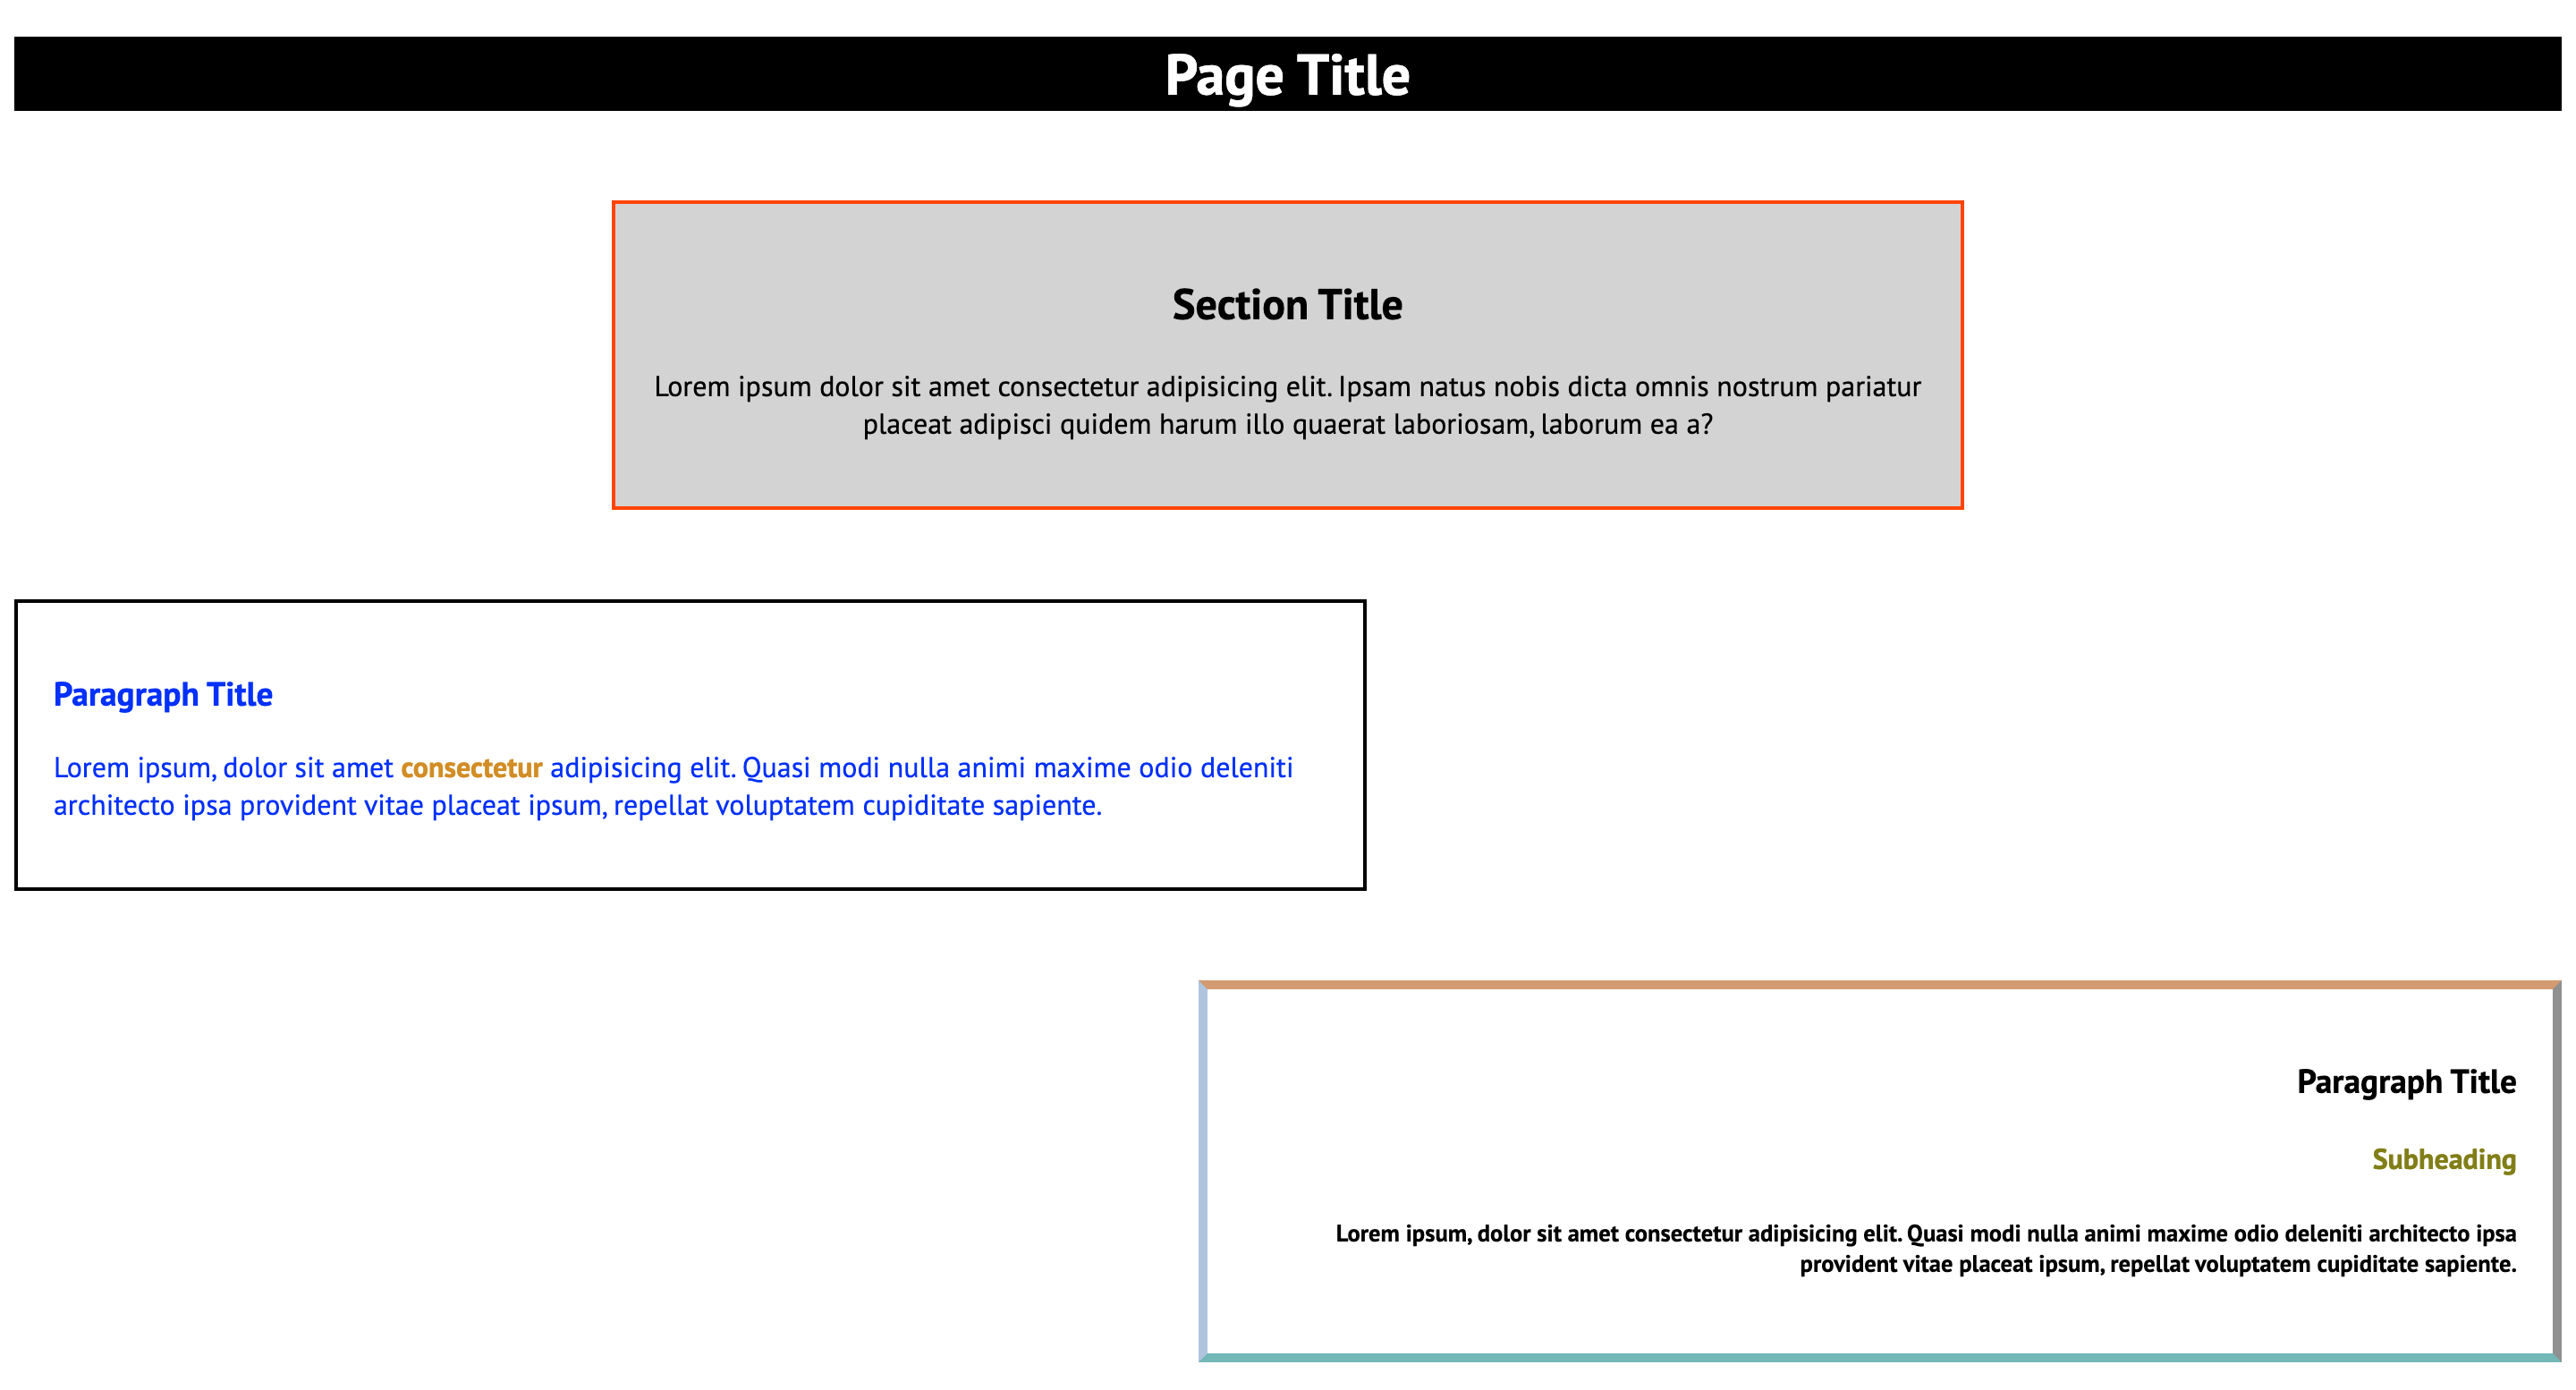 Page Title
Section Title
Lorem ipsum dolor sit amet consectetur adipisicing elit. Ipsam natus nobis dicta omnis nostrum pariatur
placeat adipisci quidem harum illo quaerat laboriosam, laborum ea a?
Paragraph Title
Lorem ipsum, dolor sit amet consectetur adipisicing elit. Quasi modi nulla animi maxime odio deleniti
architecto ipsa provident vitae placeat ipsum, repellat voluptatem cupiditate sapiente.
Paragraph Title
Subheading
Lorem ipsum, dolor sit amet consectetur adipisicing elit. Quasi modi nulla animi maxime odio deleniti architecto ipsa
provident vitae placeat ipsum, repellat voluptatem cupiditate sapiente.